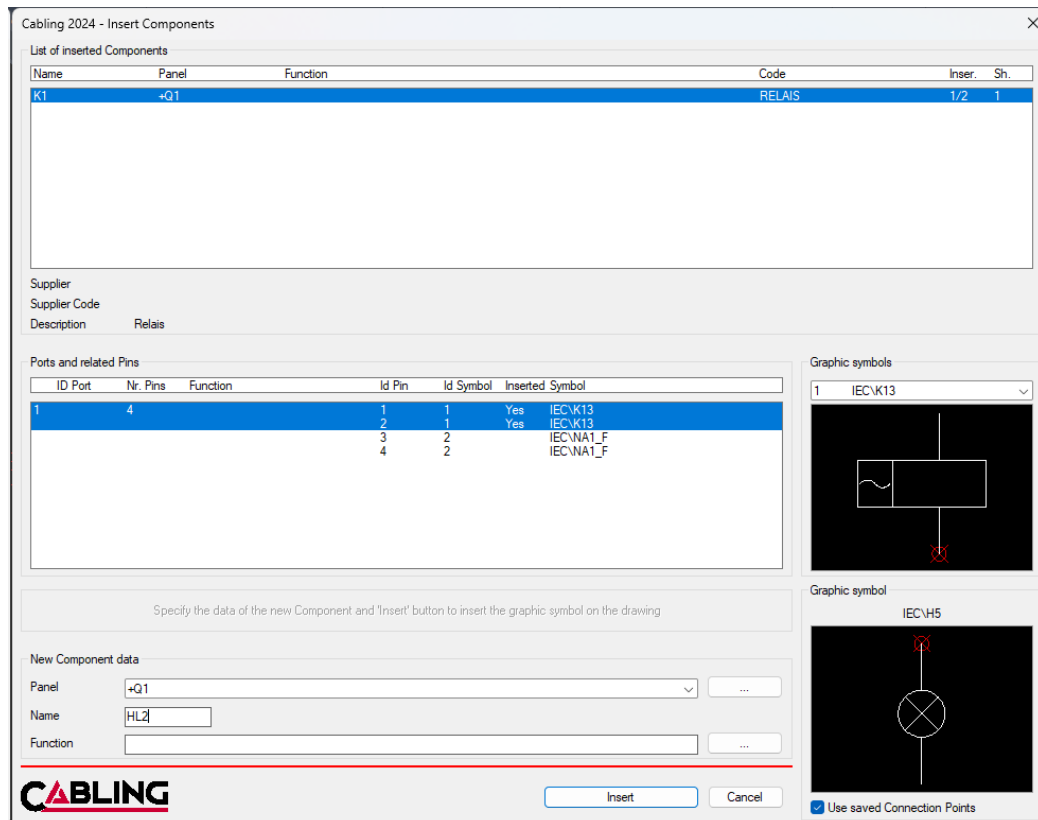 Cabling 2024 - Insert Components
List of inserted Components
Name Panel Function Code Inser. Sh.
K1 +Q1 RELAIS 1/2 1
Supplier
Supplier Code
Description Relais
Ports and related Pins
ID Port Nr. Pins Function Id Pin Id Symbol Inserted Symbol
1 4 1 1 Yes IEC\K13
2 1 Yes IEC\K13
3 2 IEC\NA1_F
4 2 IEC\NA1_F
Graphic symbols
1 IEC\K13
Specify the data of the new Component and 'Insert' button to insert the graphic symbol on the drawing
Graphic symbol
IEC\H5
New Component data
Panel +Q1 ...
Name HL2
Function ...
CABLING
Insert Cancel
Use saved Connection Points